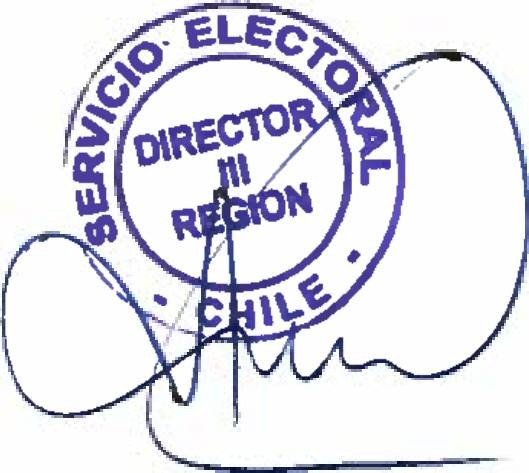 SERVICIO ELECTORAL
DIRECTOR
III
REGION
CHILE